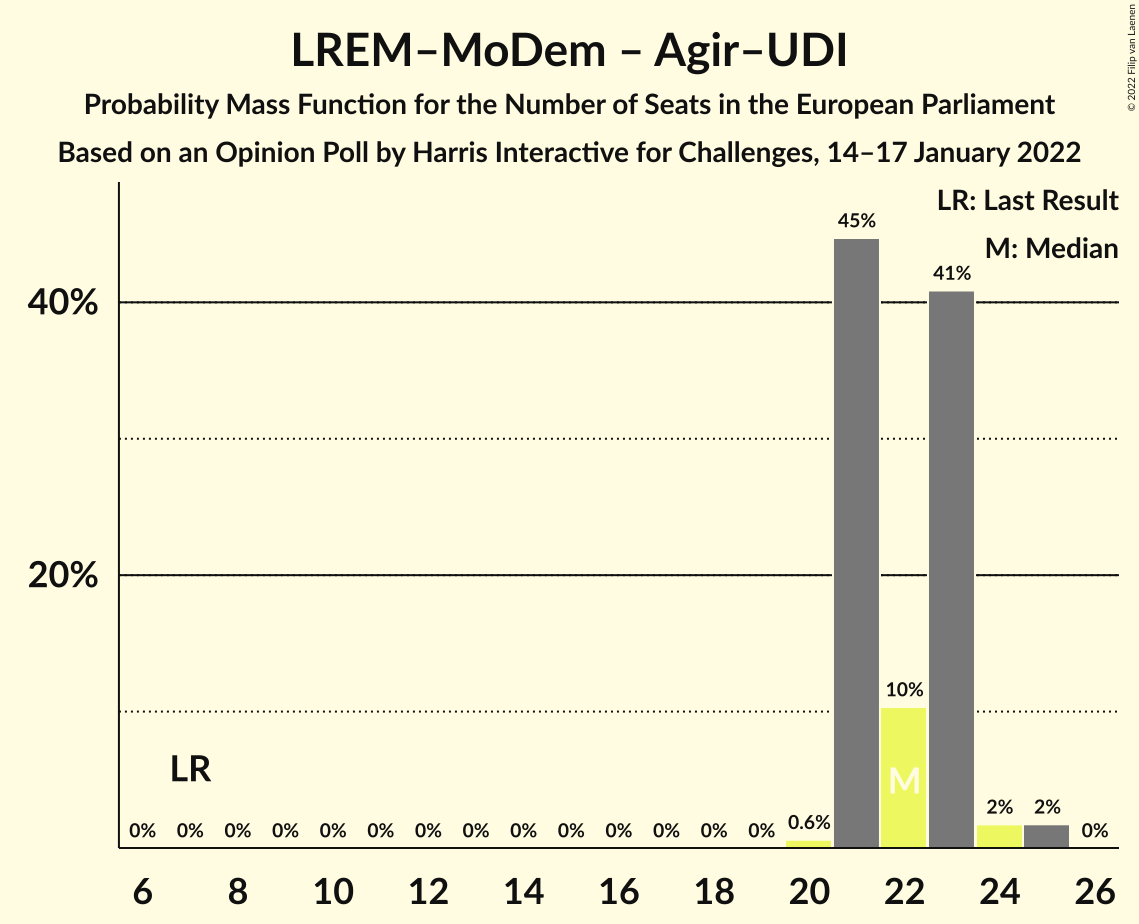 LREM–MoDem – Agir–UDI
Probability Mass Function for the Number of Seats in the European Parliament
Based on an Opinion Poll by Harris Interactive for Challenges, 14–17 January 2022
© 2022 Filip van Laenen
LR: Last Result
M: Median
45%
41%
40%
20%
10%
M
LR
0% 0% 0% 0% 0% 0% 0% 0% 0% 0% 0% 0% 0% 0% 0.6% 2% 2% 0%
6 8 10 12 14 16 18 20 22 24 26